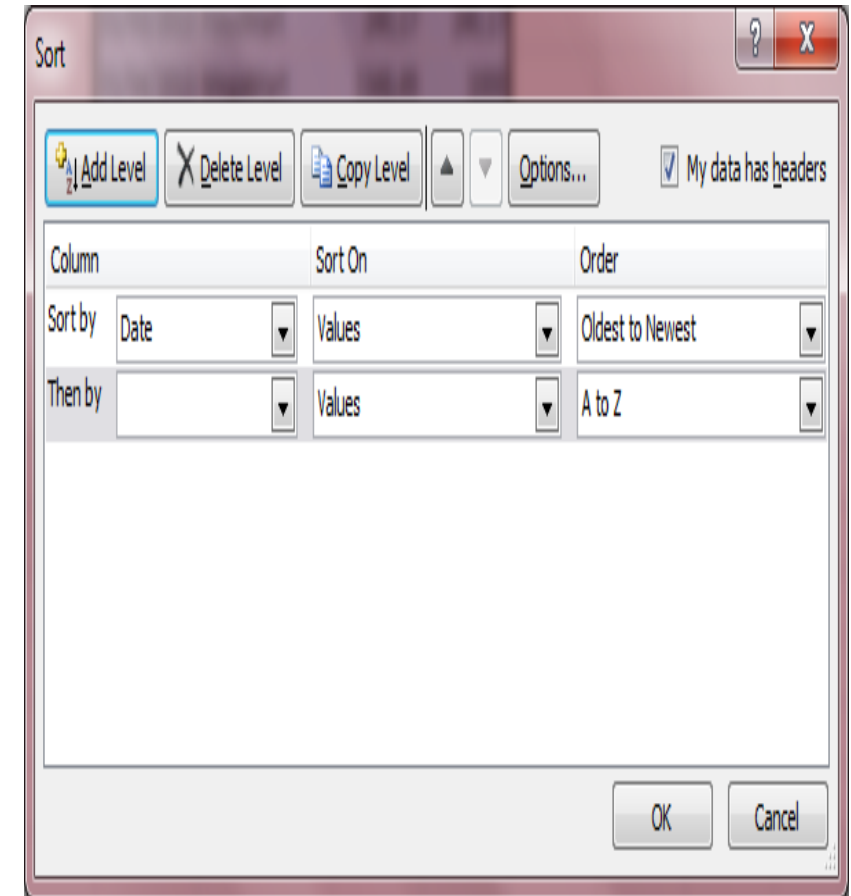 Sort
Add Level Delete Level Copy Level Options... My data has headers
Column Sort On Order
Sort by Date Values Oldest to Newest
Then by Values A to Z
OK Cancel